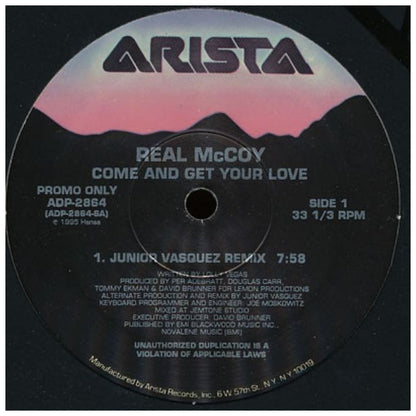 ARISTA
REAL McCOY
COME AND GET YOUR LOVE
PROMO ONLY
ADP-2864
(ADP-2864-SA)
℗ 1995 Hansa
SIDE 1
33 1/3 RPM
1. JUNIOR VASQUEZ REMIX 7:58
WRITTEN BY LOLLY VEGAS
PRODUCED BY PER ADEBRATT, DOUGLAS CARR,
TOMMY EKMAN & DAVID BRUNNER FOR LEMON PRODUCTIONS
ALTERNATE PRODUCTION AND REMIX BY JUNIOR VASQUEZ
KEYBOARD PROGRAMMER AND ENGINEER: JOE MOSKOWITZ
MIXED AT JEMTONE STUDIO
EXECUTIVE PRODUCER: DAVID BRUNNER
PUBLISHED BY EMI BLACKWOOD MUSIC INC.,
NOVALENE MUSIC (BMI)
UNAUTHORIZED DUPLICATION IS A
VIOLATION OF APPLICABLE LAWS
Manufactured by Arista Records, Inc., 6 W 57th St., N.Y. N.Y. 10019